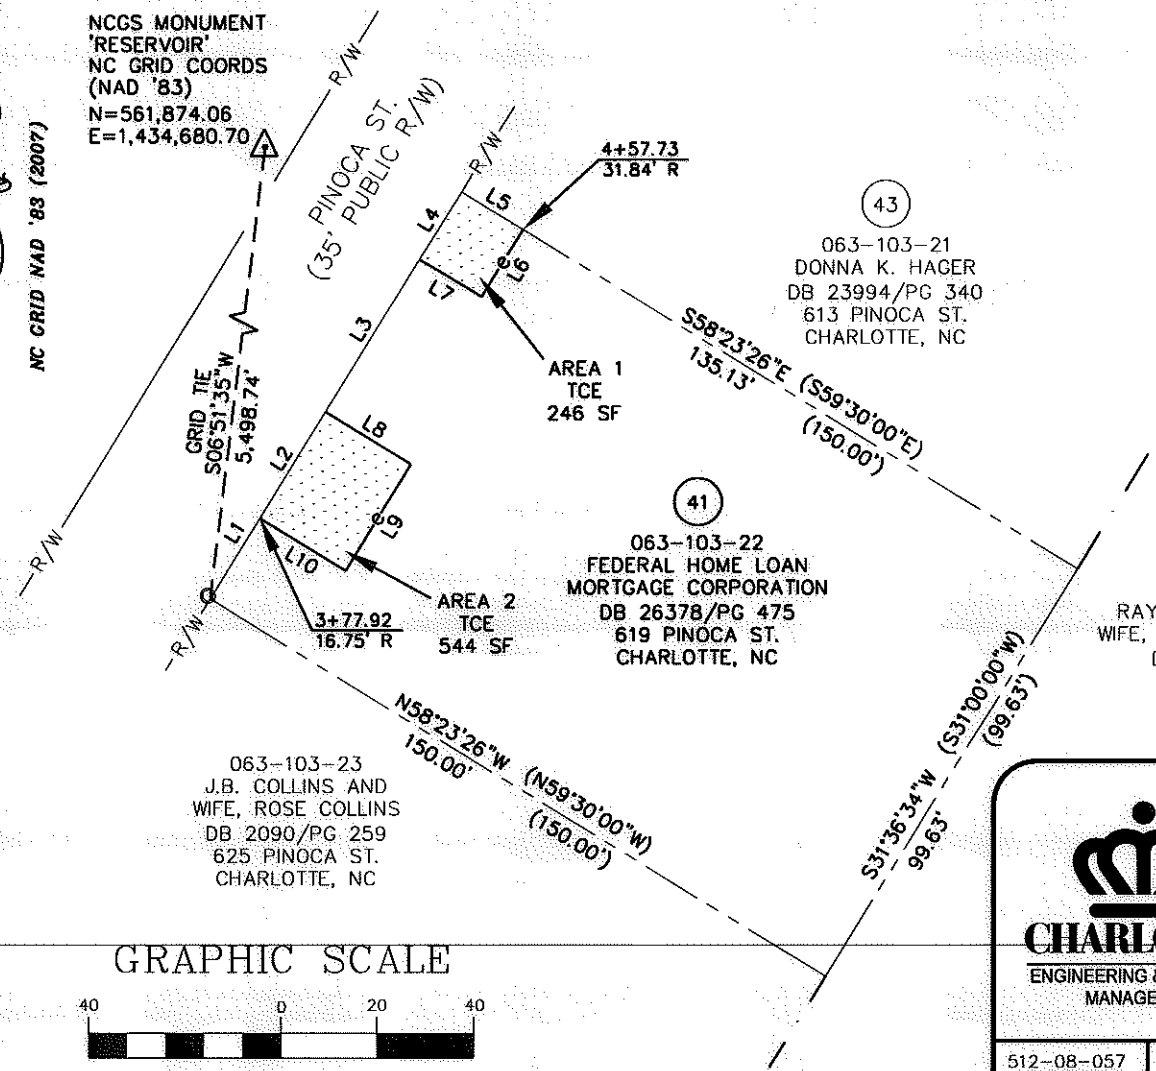 NCGS MONUMENT
'RESERVOIR'
NC GRID COORDS
(NAD '83)
N=561,874.06
E=1,434,680.70
NC GRID NAD '83 (2007)
R/W
PINOCA ST.
(35' PUBLIC R/W)
R/W
4+57.73
31.84' R
L5
L4
e
L6
L7
L3
43
063-103-21
DONNA K. HAGER
DB 23994/PG 340
613 PINOCA ST.
CHARLOTTE, NC
S58°23'26"E (S59°30'00"E)
135.13' (150.00')
AREA 1
TCE
246 SF
GRID TIE
S06°51'35"W
5,498.74'
L8
L2
e
L9
L1
L10
R/W
R/W
3+77.92
16.75' R
AREA 2
TCE
544 SF
41
063-103-22
FEDERAL HOME LOAN
MORTGAGE CORPORATION
DB 26378/PG 475
619 PINOCA ST.
CHARLOTTE, NC
RAY
WIFE,
S31°36'34"W (S31°00'00"W)
99.63' (99.63')
N58°23'26"W (N59°30'00"W)
150.00' (150.00')
063-103-23
J.B. COLLINS AND
WIFE, ROSE COLLINS
DB 2090/PG 259
625 PINOCA ST.
CHARLOTTE, NC
GRAPHIC SCALE
40 0 20 40
CHARLO
ENGINEERING &
MANAGE
512-08-057